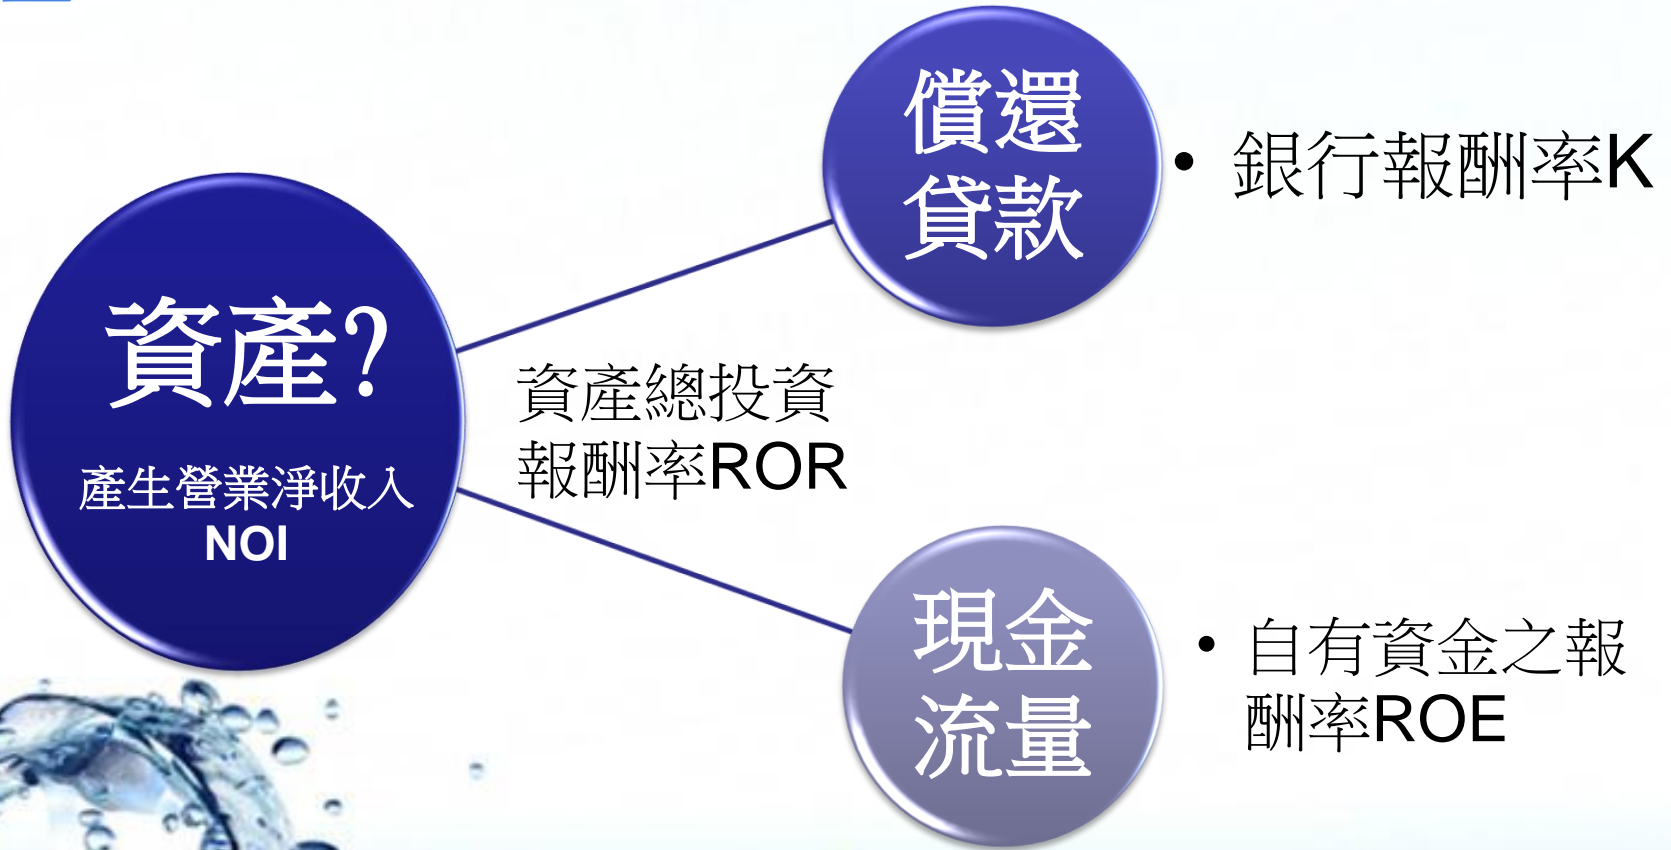 償還
貸款
• 銀行報酬率K
資產?
產生營業淨收入
NOI
資產總投資
報酬率ROR
現金
流量
• 自有資金之報
酬率ROE